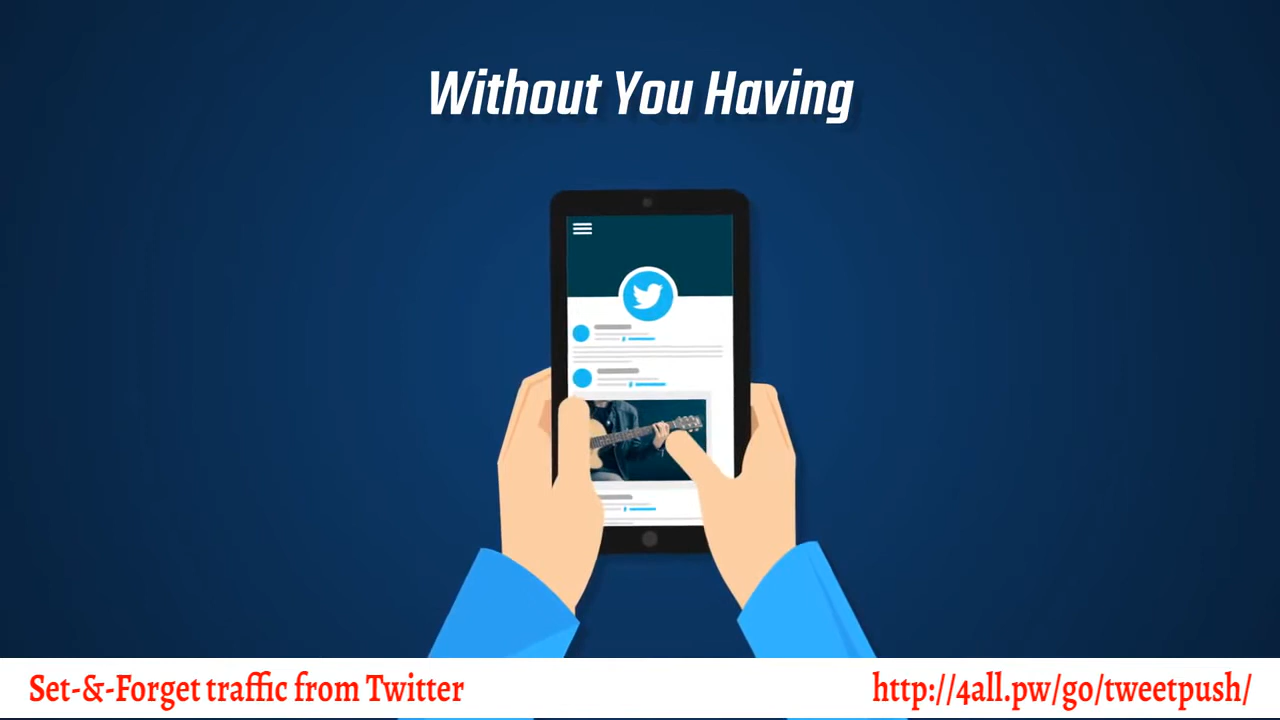 Without You Having
Set-&-Forget traffic from Twitter
http://4all.pw/go/tweetpush/